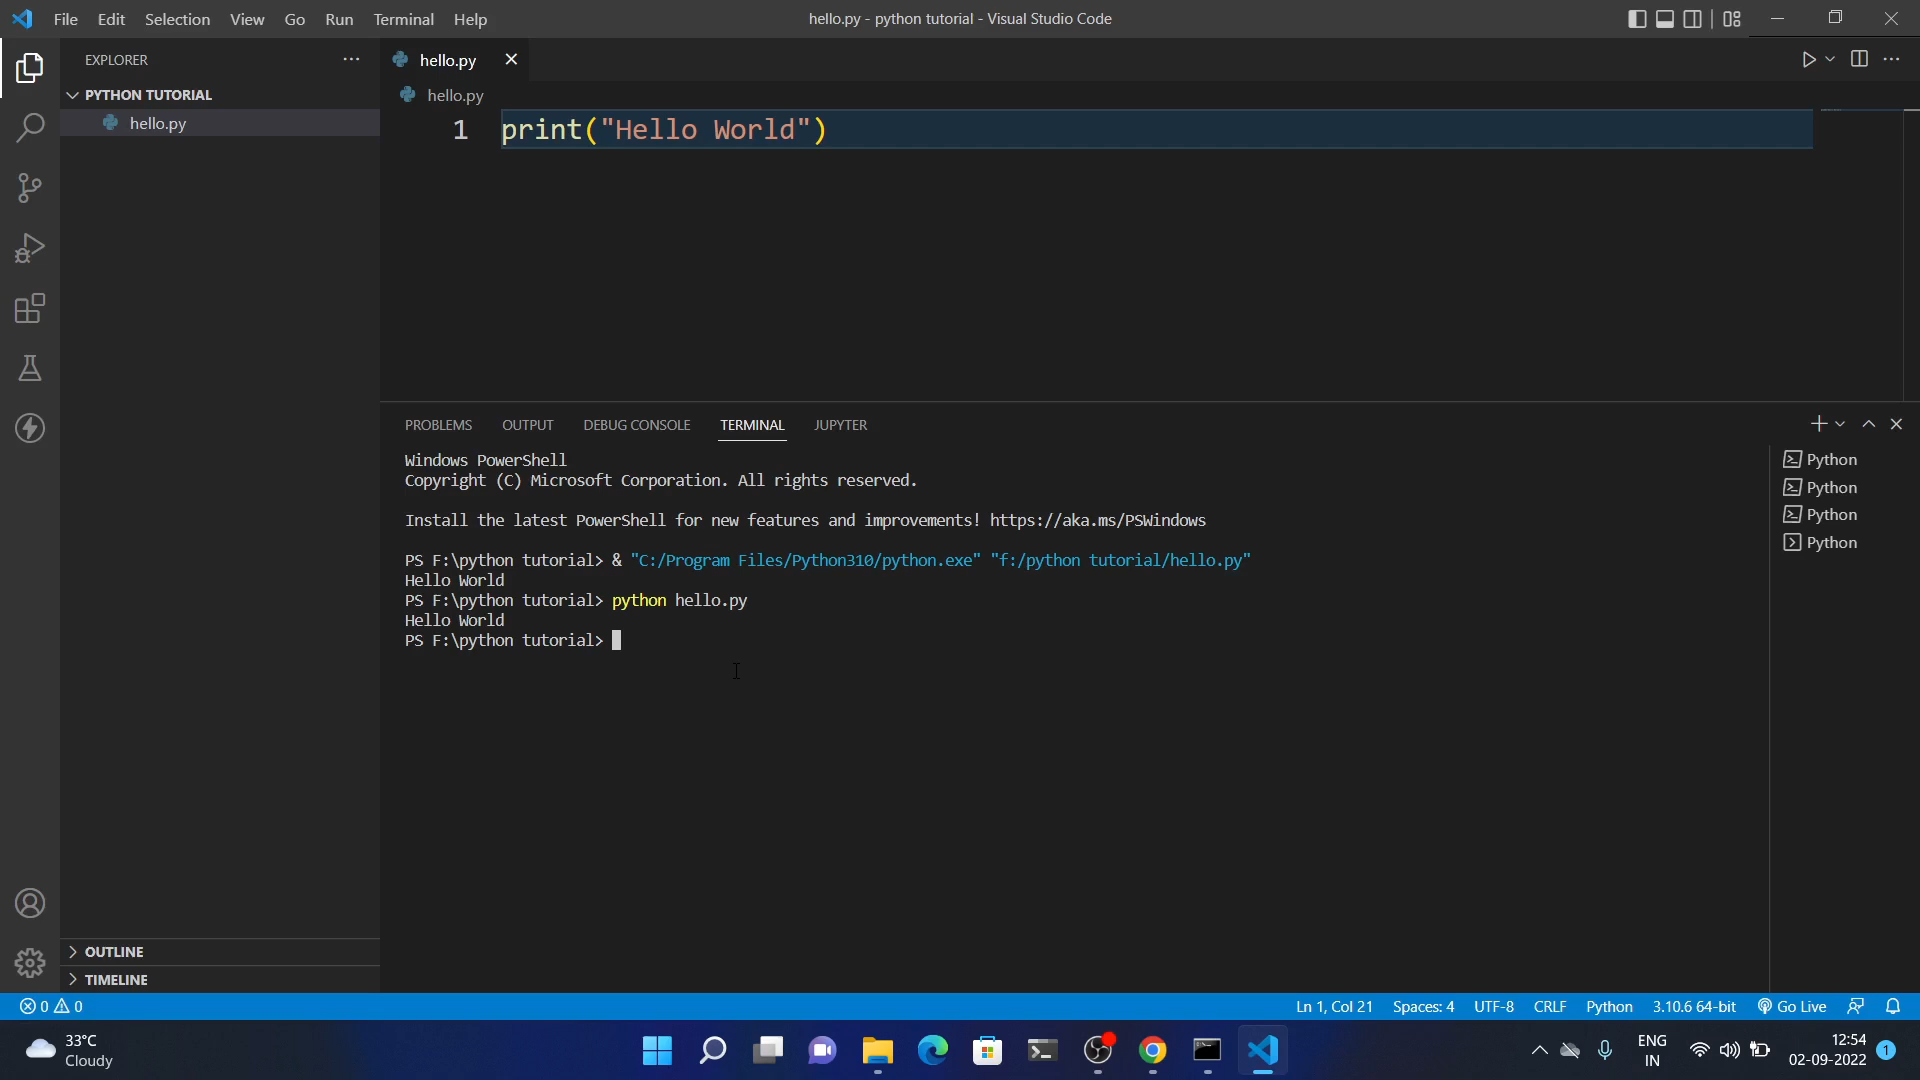 File Edit Selection View Go Run Terminal Help
hello.py - python tutorial - Visual Studio Code
EXPLORER
PYTHON TUTORIAL
hello.py
OUTLINE
TIMELINE
hello.py
hello.py
1 print("Hello World")
PROBLEMS OUTPUT DEBUG CONSOLE TERMINAL JUPYTER
Windows PowerShell
Copyright (C) Microsoft Corporation. All rights reserved.
Install the latest PowerShell for new features and improvements! https://aka.ms/PSWindows
PS F:\python tutorial> & "C:/Program Files/Python310/python.exe" "f:/python tutorial/hello.py"
Hello World
PS F:\python tutorial> python hello.py
Hello World
PS F:\python tutorial>
Python
Python
Python
Python
0 0
Ln 1, Col 21 Spaces: 4 UTF-8 CRLF Python 3.10.6 64-bit Go Live
33°C
Cloudy
ENG
IN
12:54
02-09-2022
1